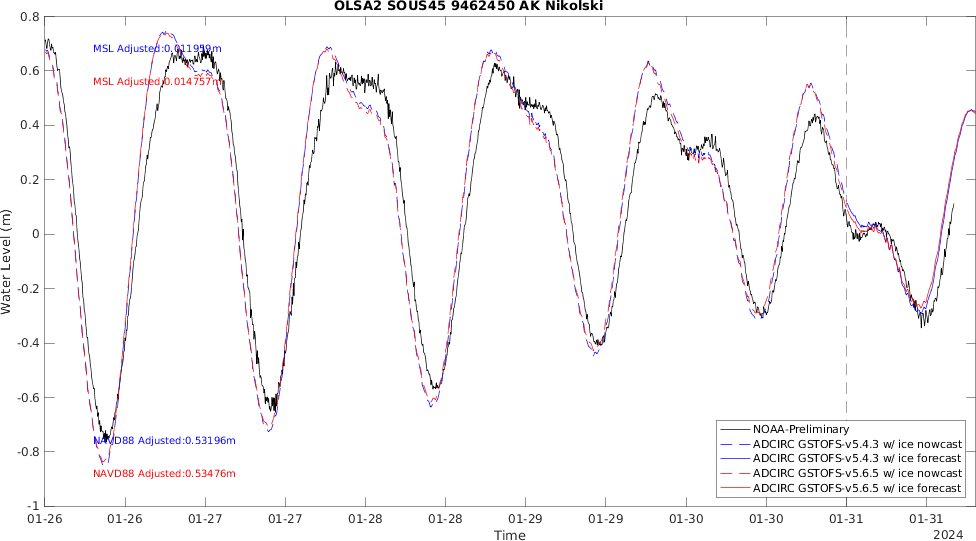 OLSA2 SOUS45 9462450 AK Nikolski
Water Level (m)
0.8
0.6
0.4
0.2
0
-0.2
-0.4
-0.6
-0.8
-1
MSL Adjusted:0.011959m
MSL Adjusted:0.014757m
NAVD88 Adjusted:0.53196m
NAVD88 Adjusted:0.53476m
NOAA-Preliminary
ADCIRC GSTOFS-v5.4.3 w/ ice nowcast
ADCIRC GSTOFS-v5.4.3 w/ ice forecast
ADCIRC GSTOFS-v5.6.5 w/ ice nowcast
ADCIRC GSTOFS-v5.6.5 w/ ice forecast
01-26 01-26 01-27 01-27 01-28 01-28 01-29 01-29 01-30 01-30 01-31 01-31
2024
Time